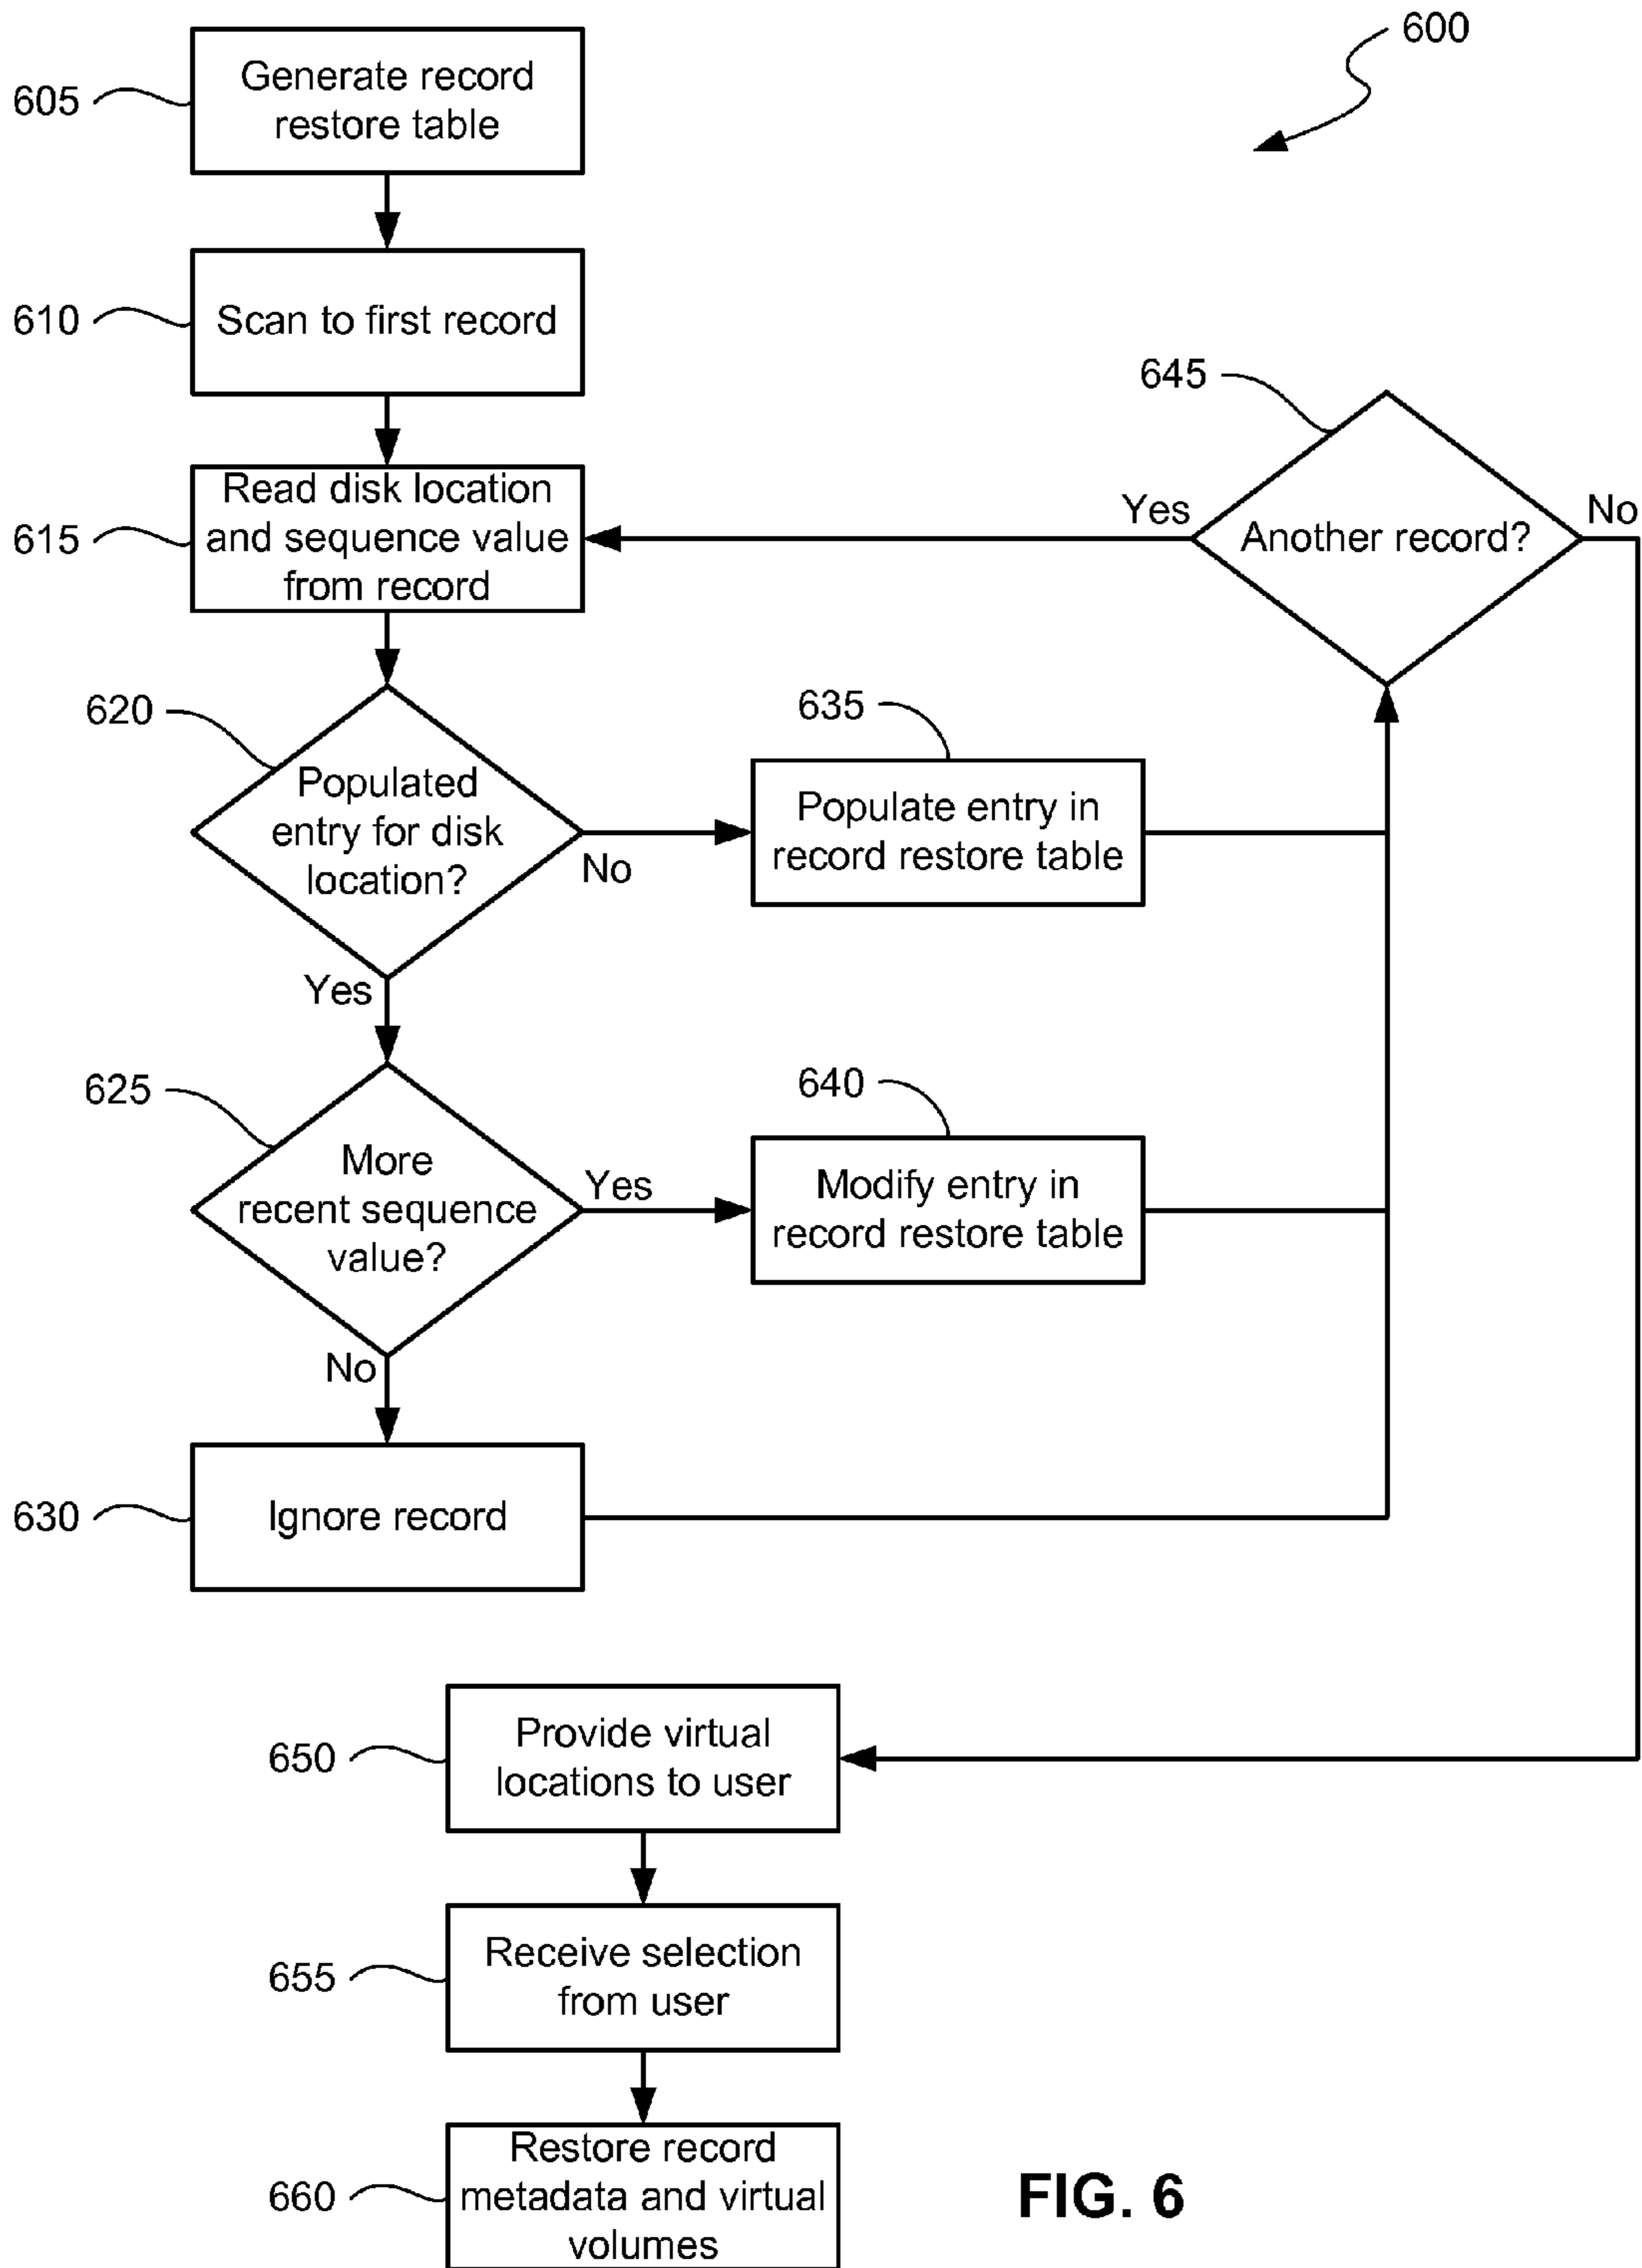 600
605
Generate record
restore table
610
Scan to first record
645
615
Read disk location
and sequence value
from record
Yes
Another record?
No
620
Populated
entry for disk
location?
No
635
Populate entry in
record restore table
Yes
625
More
recent sequence
value?
Yes
640
Modify entry in
record restore table
No
630
Ignore record
650
Provide virtual
locations to user
655
Receive selection
from user
660
Restore record
metadata and virtual
volumes
FIG. 6